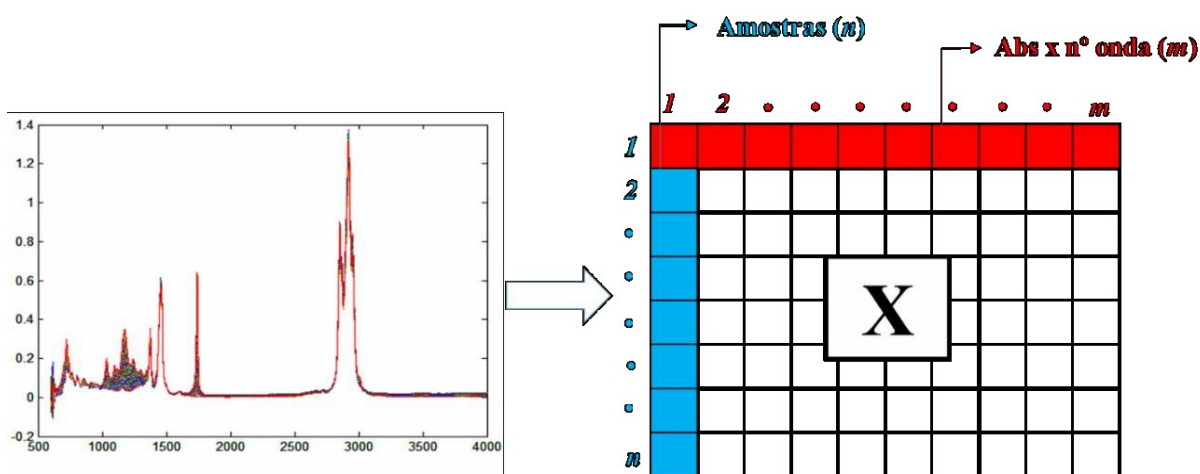 Amostras (n)
Abs x nº onda (m)
1 2 • • • • • • • m
1.4
1.2
1
0.8
0.6
0.4
0.2
0
-0.2
500 1000 1500 2000 2500 3000 3500 4000
1
2
•
•
•
•
•
n
X